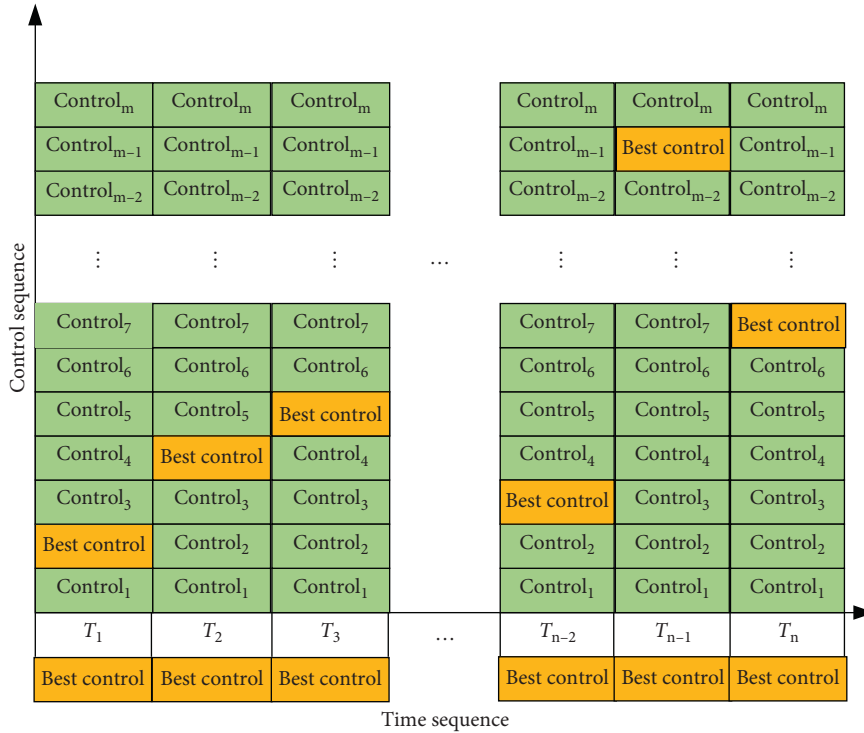 Control sequence
Controlₘ Controlₘ Controlₘ Controlₘ Controlₘ Controlₘ
Controlₘ₋₁ Controlₘ₋₁ Controlₘ₋₁ Controlₘ₋₁ Best control Controlₘ₋₁
Controlₘ₋₂ Controlₘ₋₂ Controlₘ₋₂ Controlₘ₋₂ Controlₘ₋₂ Controlₘ₋₂
⋮ ⋮ ⋮ ... ⋮ ⋮ ⋮
Control₇ Control₇ Control₇ Control₇ Control₇ Best control
Control₆ Control₆ Control₆ Control₆ Control₆ Control₆
Control₅ Control₅ Best control Control₅ Control₅ Control₅
Control₄ Best control Control₄ Control₄ Control₄ Control₄
Control₃ Control₃ Control₃ Best control Control₃ Control₃
Best control Control₂ Control₂ Control₂ Control₂ Control₂
Control₁ Control₁ Control₁ Control₁ Control₁ Control₁
T₁ T₂ T₃ ... Tₙ₋₂ Tₙ₋₁ Tₙ
Best control Best control Best control Best control Best control Best control
Time sequence